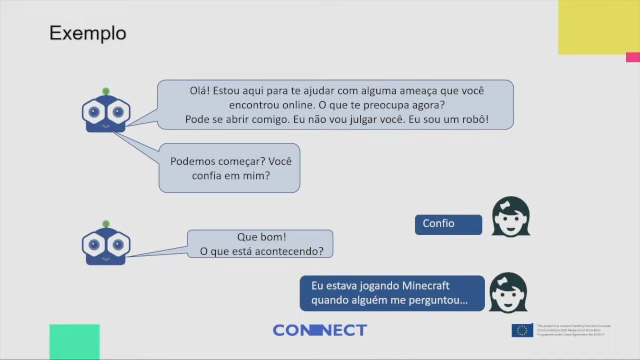 Exemplo
Olá! Estou aqui para te ajudar com alguma ameaça que você
encontrou online. O que te preocupa agora?
Pode se abrir comigo. Eu não vou julgar você. Eu sou um robô!
Podemos começar? Você
confia em mim?
Confio
Que bom!
O que está acontecendo?
Eu estava jogando Minecraft
quando alguém me perguntou...
CONNECT